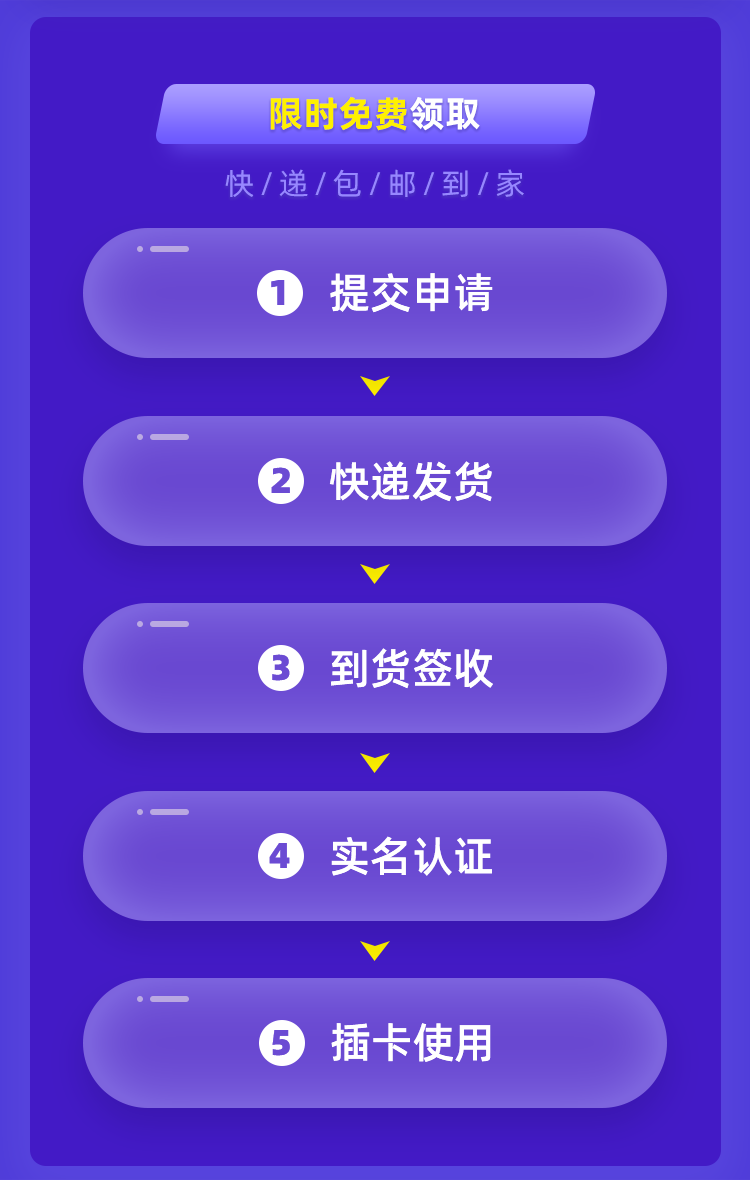 限时免费领取
快/递/包/邮/到/家
1 提交申请
2 快递发货
3 到货签收
4 实名认证
5 插卡使用